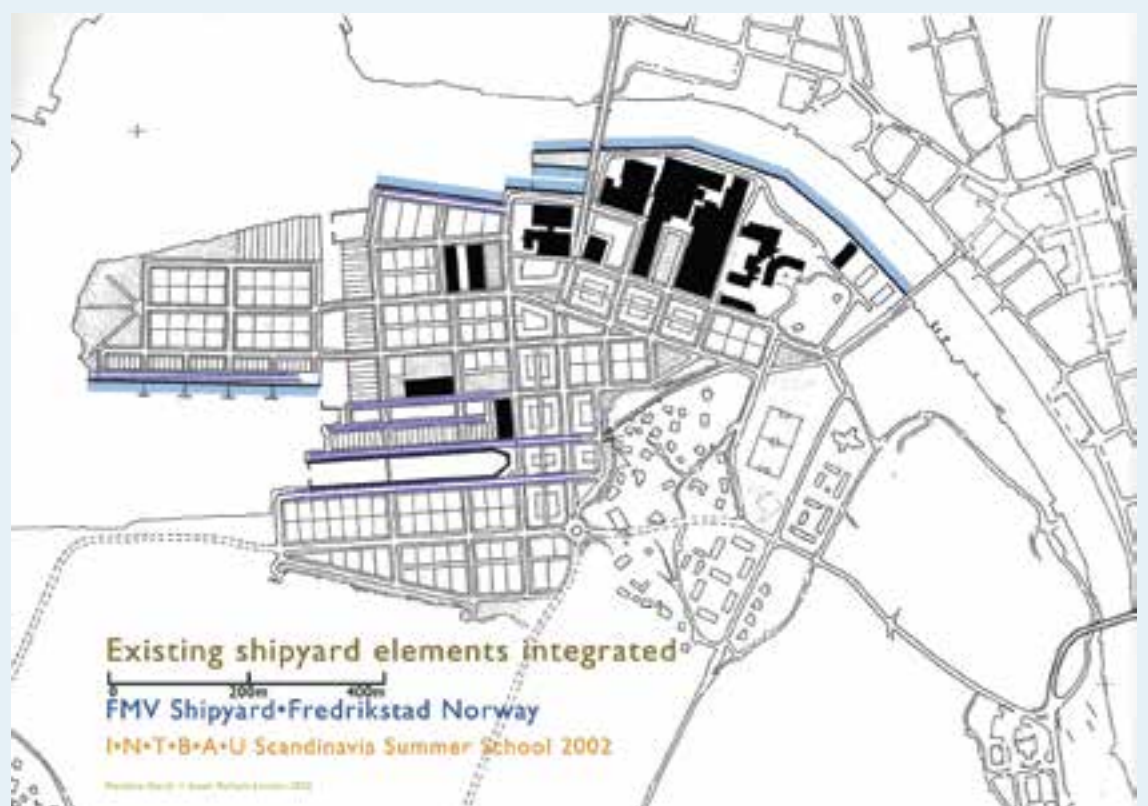 Existing shipyard elements integrated
0 200m 400m
FMV Shipyard•Fredrikstad Norway
I•N•T•B•A•U Scandinavia Summer School 2002